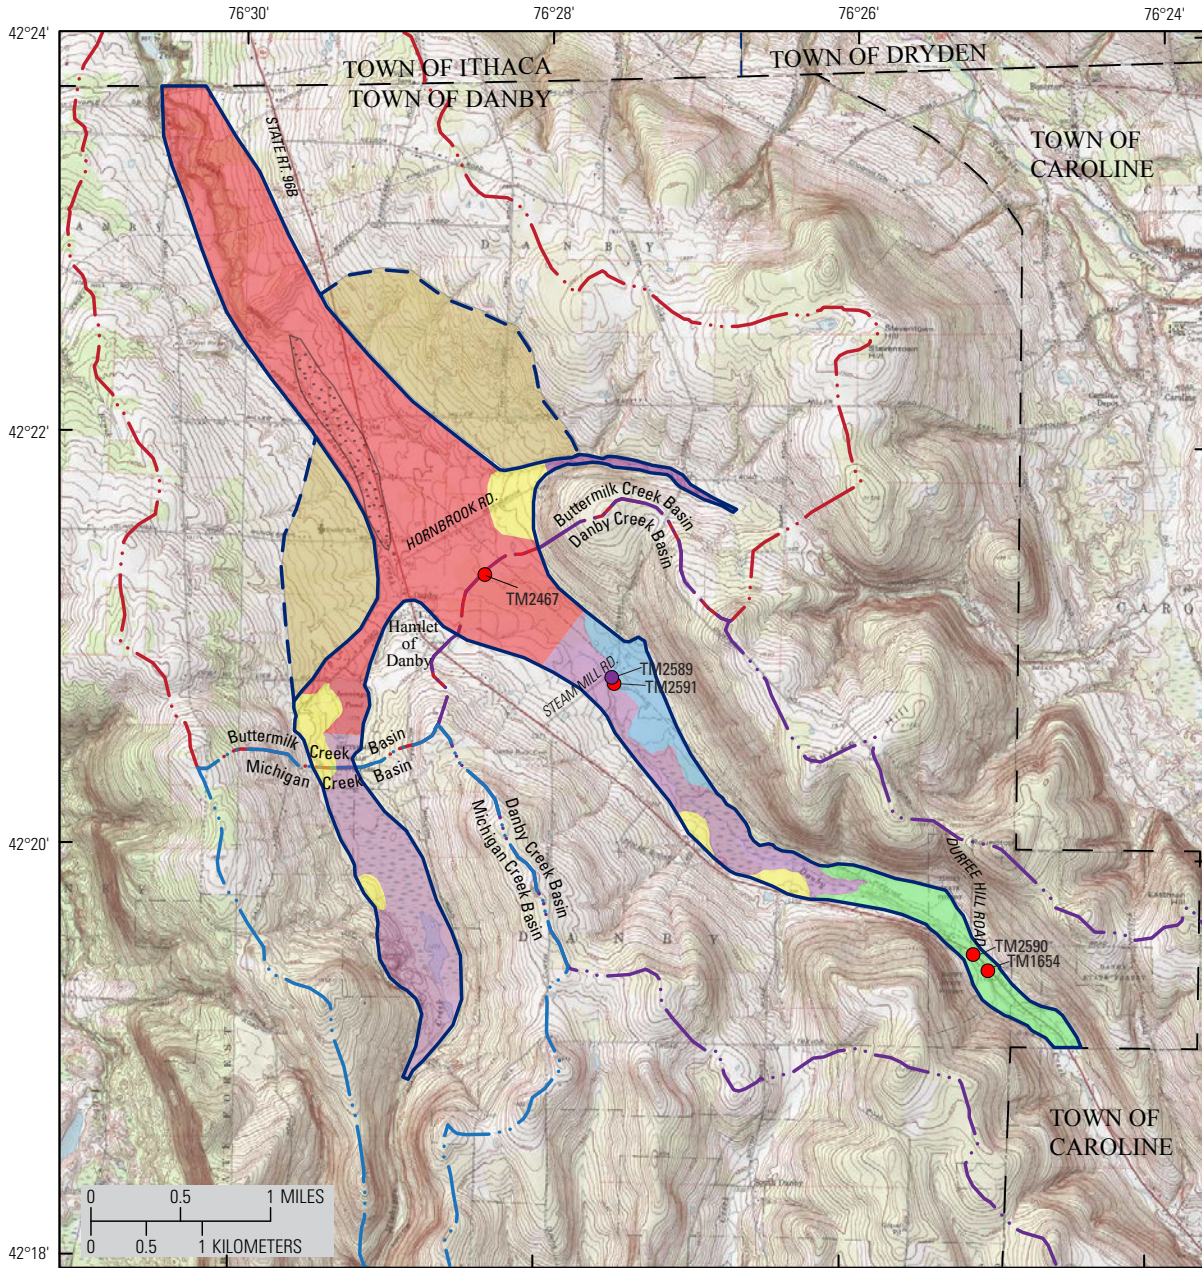 76°30' 76°28' 76°26' 76°24'
42°24'
TOWN OF ITHACA
TOWN OF DRYDEN
TOWN OF DANBY
STATE RT. 96B
TOWN OF
CAROLINE
D A N B Y
42°22'
HORNBROOK RD.
Buttermilk Creek Basin
Danby Creek Basin
TM2467
Hamlet
of
Danby
STEAM MILL RD.
TM2589
TM2591
Buttermilk Creek Basin
Michigan Creek Basin
Danby Creek Basin
Michigan Creek Basin
42°20'
DURFEE HILL ROAD
D A N B Y
TM2590
TM1654
TOWN OF
CAROLINE
0 0.5 1 MILES
0 0.5 1 KILOMETERS
42°18'